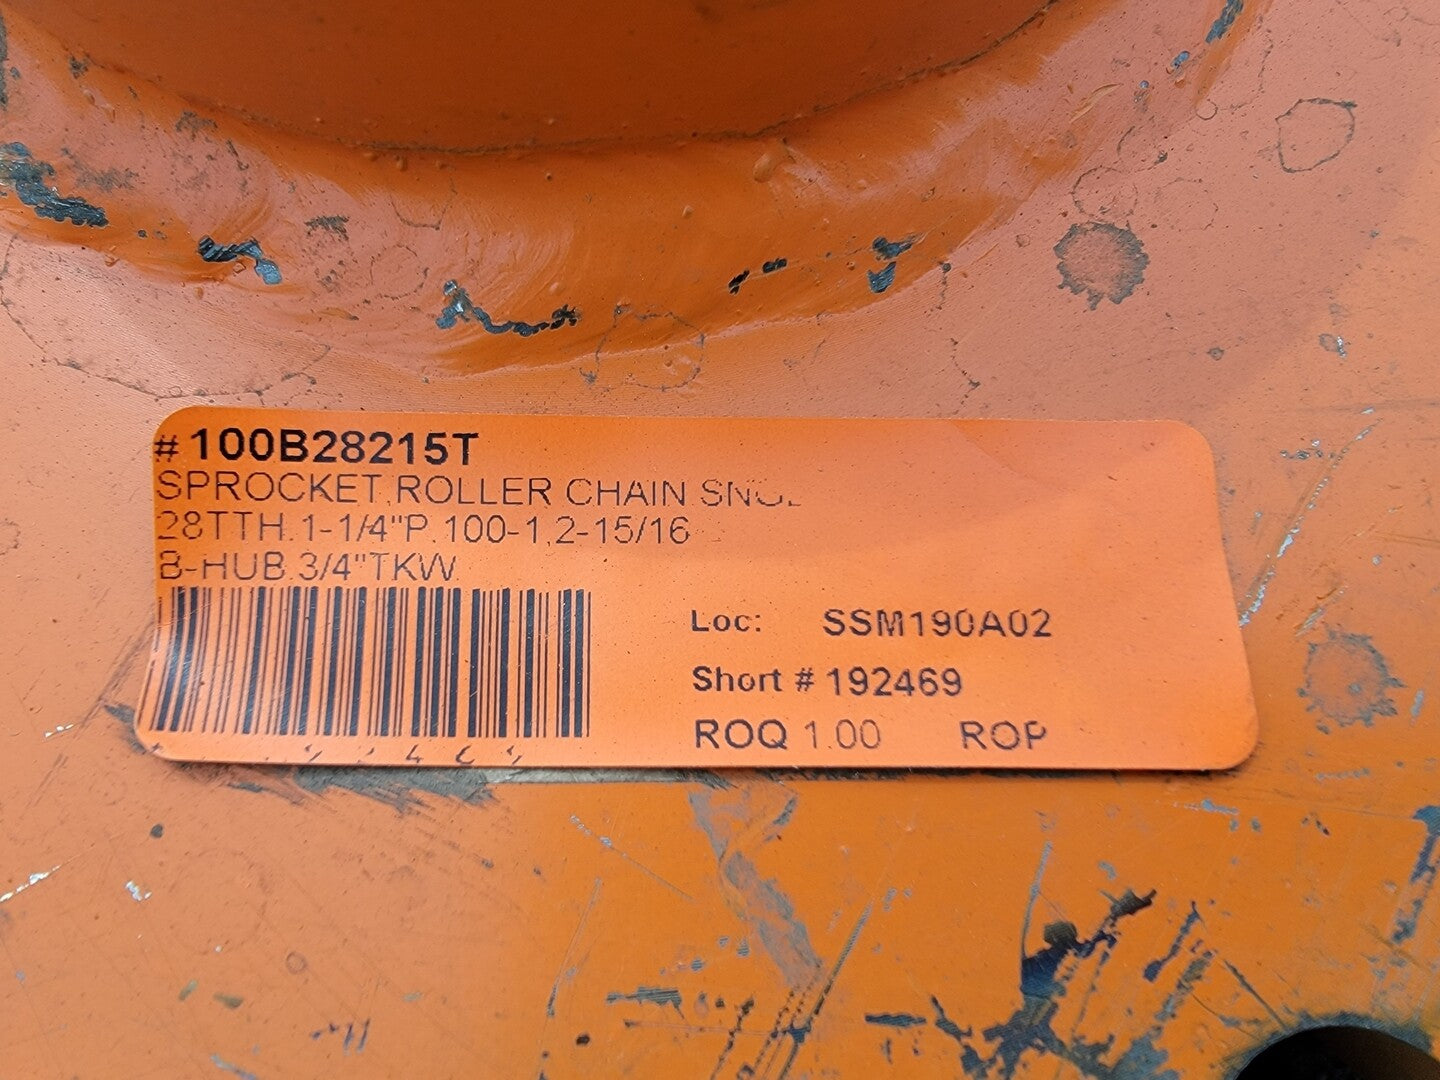 # 100B28215T
SPROCKET,ROLLER CHAIN SNGL
28TTH.1-1/4"P.100-1,2-15/16
B-HUB.3/4"TKW
Loc: SSM190A02
Short # 192469
ROQ 1.00 ROP